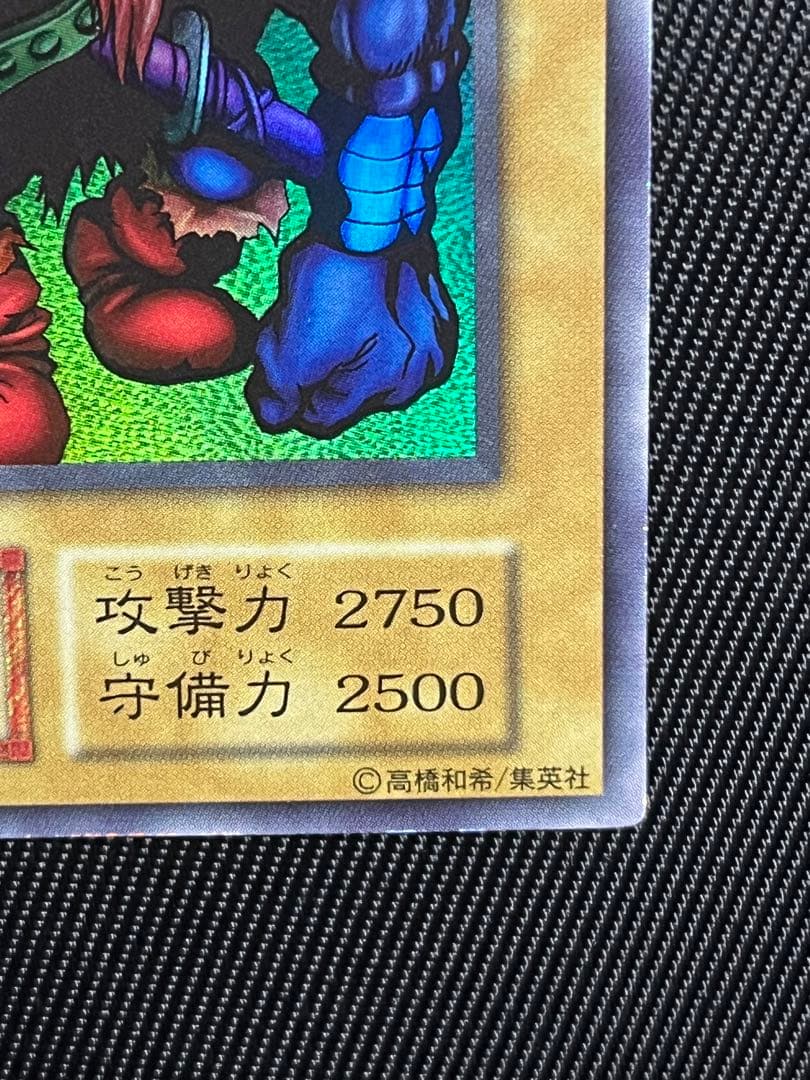 こう げき りょく
攻撃力 2750
しゅ び りょく
守備力 2500
©高橋和希/集英社